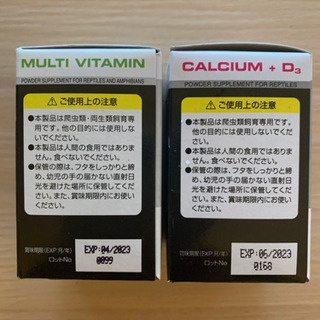 MULTI VITAMIN
POWDER SUPPLEMENT FOR REPTILES AND AMPHIBIANS
⚠ご使用上の注意
●本製品は爬虫類・両生類飼育専
用です。他の目的には使用しない
でください。
●本製品は人間の食用ではありま
せん。食べないでください。
●保管の際は、フタをしっかりと締
め、幼児の手の届かない直射日
光を避けた場所に保管してくださ
い。また、賞味期限内にお使いく
ださい。
賞味期限(EXP.月/年)
ロットNo
EXP:04/2023
0099
CALCIUM + D3
POWDER SUPPLEMENT FOR REPTILES
⚠ご使用上の注意
●本製品は爬虫類飼育専用です。
他の目的には使用しないでくだ
さい。
●本製品は人間の食用ではありま
せん。食べないでください。
●保管の際は、フタをしっかりと締
め、幼児の手の届かない直射日
光を避けた場所に保管してくださ
い。また、賞味期限内にお使いく
ださい。
賞味期限(EXP.月/年)
ロットNo
EXP:06/2023
0168